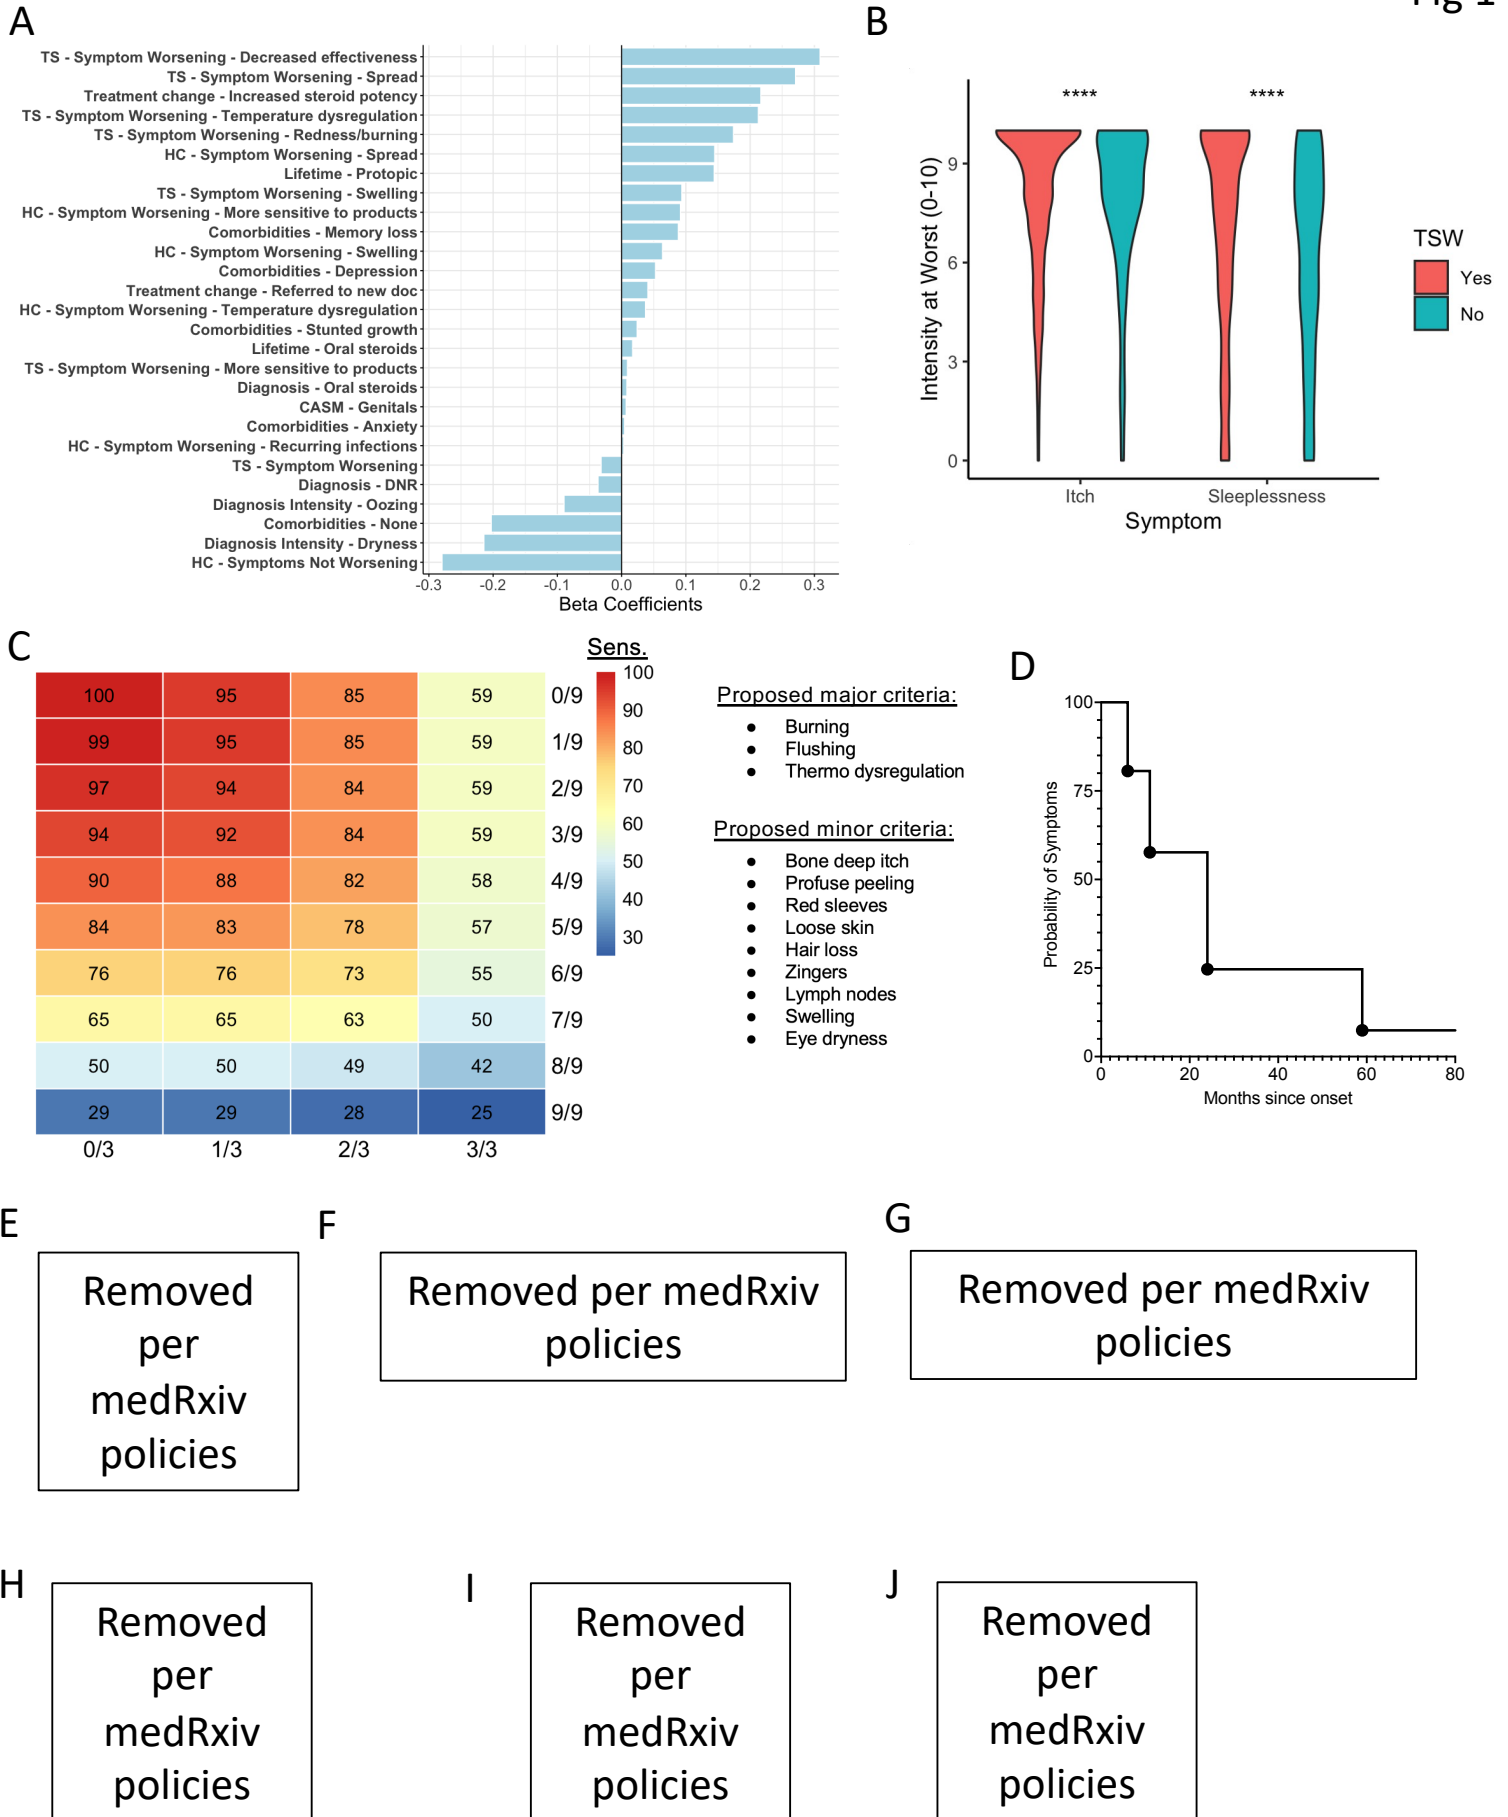 Fig 1
A
TS - Symptom Worsening - Decreased effectiveness
TS - Symptom Worsening - Spread
Treatment change - Increased steroid potency
TS - Symptom Worsening - Temperature dysregulation
TS - Symptom Worsening - Redness/burning
HC - Symptom Worsening - Spread
Lifetime - Protopic
TS - Symptom Worsening - Swelling
HC - Symptom Worsening - More sensitive to products
Comorbidities - Memory loss
HC - Symptom Worsening - Swelling
Comorbidities - Depression
Treatment change - Referred to new doc
HC - Symptom Worsening - Temperature dysregulation
Comorbidities - Stunted growth
Lifetime - Oral steroids
TS - Symptom Worsening - More sensitive to products
Diagnosis - Oral steroids
CASM - Genitals
Comorbidities - Anxiety
HC - Symptom Worsening - Recurring infections
TS - Symptom Worsening
Diagnosis - DNR
Diagnosis Intensity - Oozing
Comorbidities - None
Diagnosis Intensity - Dryness
HC - Symptoms Not Worsening
-0.3 -0.2 -0.1 0.0 0.1 0.2 0.3
Beta Coefficients
B
**** ****
Intensity at Worst (0-10)
9
6
3
0
Itch Sleeplessness
Symptom
TSW
Yes
No
C
100 95 85 59 0/9
99 95 85 59 1/9
97 94 84 59 2/9
94 92 84 59 3/9
90 88 82 58 4/9
84 83 78 57 5/9
76 76 73 55 6/9
65 65 63 50 7/9
50 50 49 42 8/9
29 29 28 25 9/9
0/3 1/3 2/3 3/3
Sens.
100
90
80
70
60
50
40
30
Proposed major criteria:
● Burning
● Flushing
● Thermo dysregulation
Proposed minor criteria:
● Bone deep itch
● Profuse peeling
● Red sleeves
● Loose skin
● Hair loss
● Zingers
● Lymph nodes
● Swelling
● Eye dryness
D
Probability of Symptoms
100
75
50
25
0
0 20 40 60 80
Months since onset
E
Removed
per
medRxiv
policies
F
Removed per medRxiv
policies
G
Removed per medRxiv
policies
H
Removed
per
medRxiv
policies
I
Removed
per
medRxiv
policies
J
Removed
per
medRxiv
policies